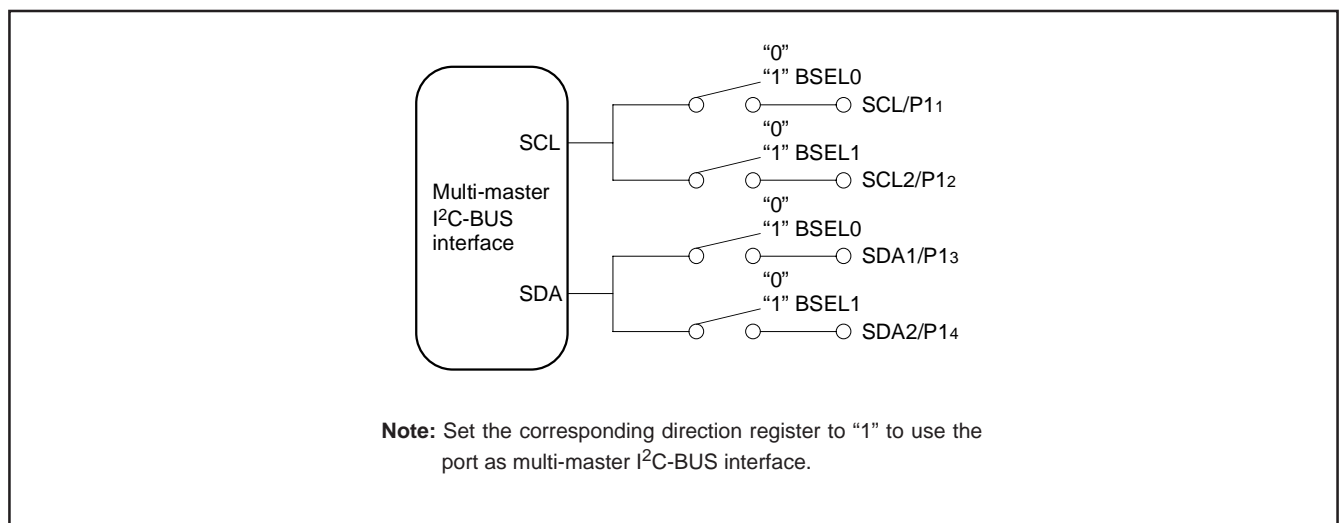 “0”
“1” BSEL0
SCL/P11
“0”
“1” BSEL1
SCL2/P12
SCL
Multi-master
I2C-BUS
interface
“0”
“1” BSEL0
SDA1/P13
SDA
“0”
“1” BSEL1
SDA2/P14
Note: Set the corresponding direction register to “1” to use the
port as multi-master I2C-BUS interface.